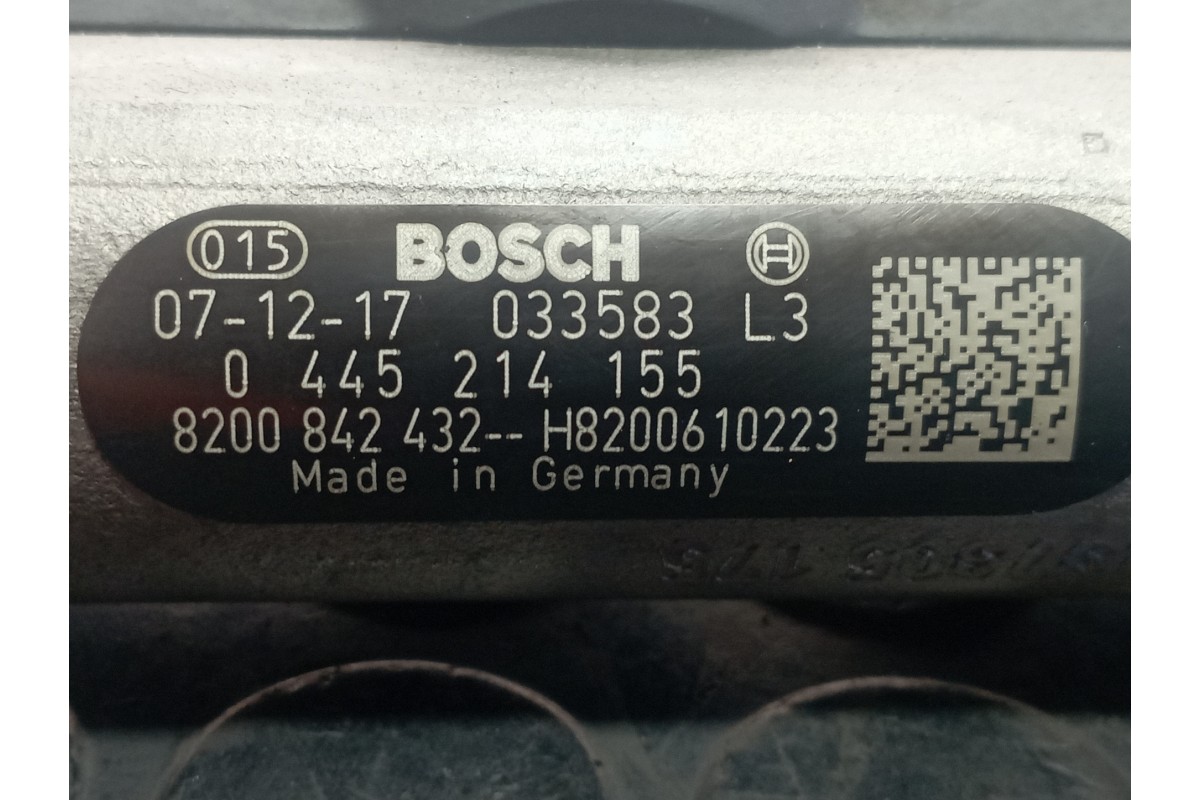 015 BOSCH
07-12-17 033583 L3
0 445 214 155
8200 842 432-- H8200610223
Made in Germany